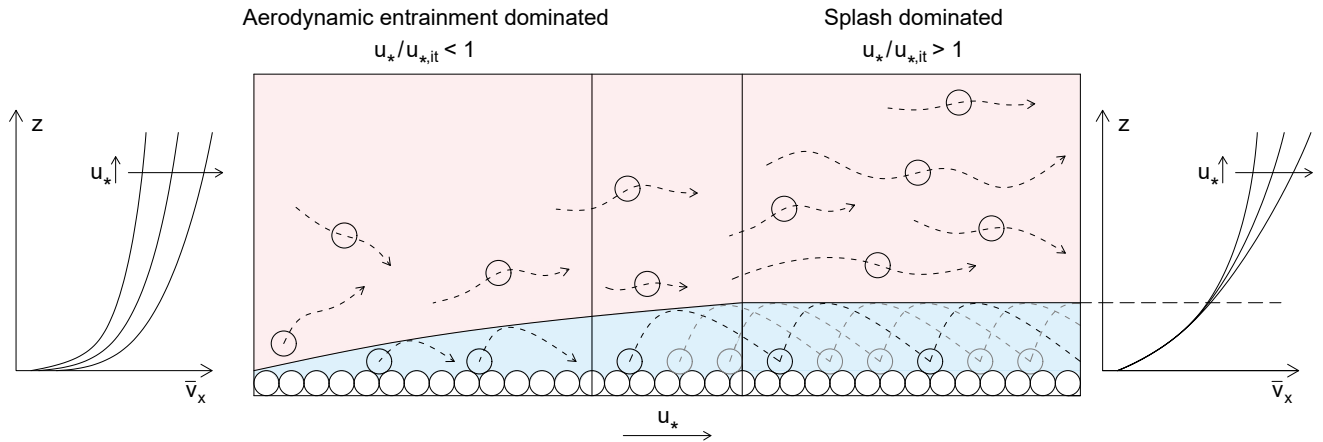 Aerodynamic entrainment dominated
u*/u*,it < 1
Splash dominated
u*/u*,it > 1
z
u*
v̅x
z
u*
v̅x
u*